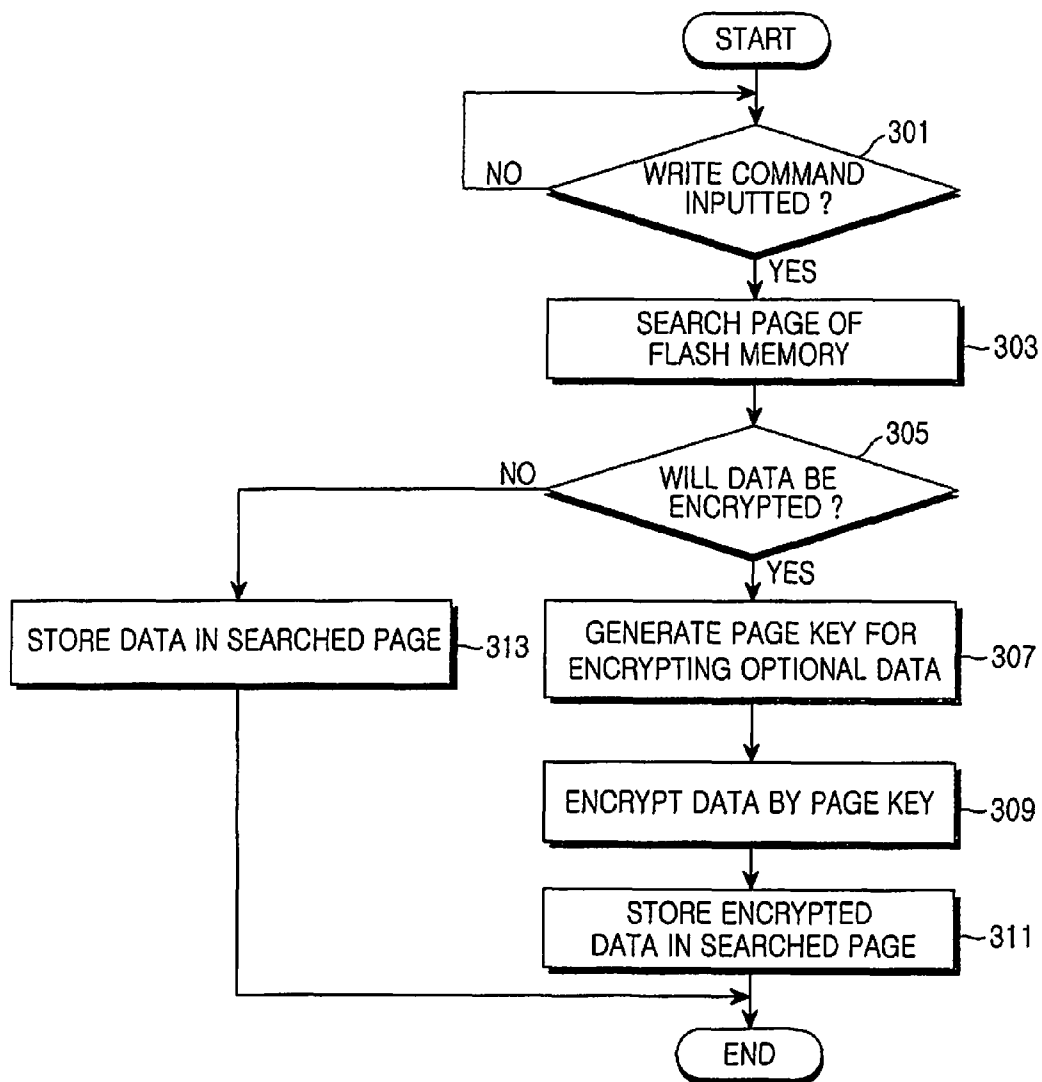 START
301
WRITE COMMAND
INPUTTED ?
NO
YES
SEARCH PAGE OF
FLASH MEMORY
303
305
WILL DATA BE
ENCRYPTED ?
NO
YES
STORE DATA IN SEARCHED PAGE
313
GENERATE PAGE KEY FOR
ENCRYPTING OPTIONAL DATA
307
ENCRYPT DATA BY PAGE KEY
309
STORE ENCRYPTED
DATA IN SEARCHED PAGE
311
END